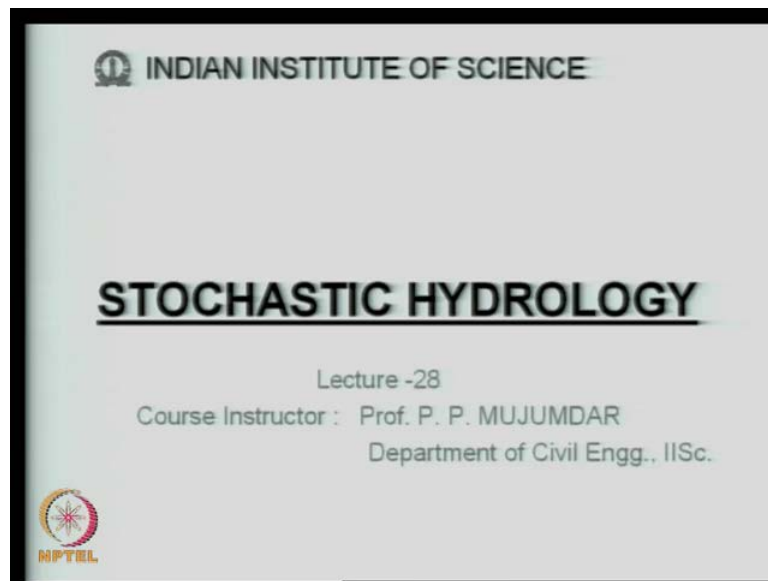 INDIAN INSTITUTE OF SCIENCE
STOCHASTIC HYDROLOGY
Lecture -28
Course Instructor : Prof. P. P. MUJUMDAR
Department of Civil Engg., IISc.
NPTEL